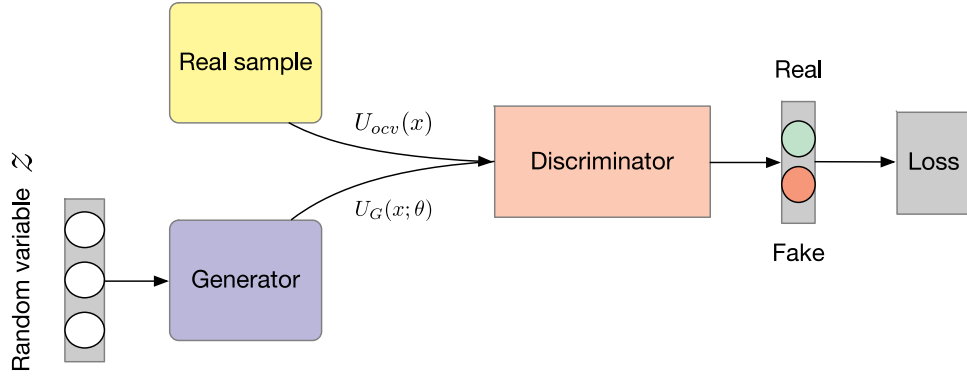 Real sample
Real
U_{ocv}(x)
Discriminator
Loss
U_G(x; θ)
Random variable z
Generator
Fake